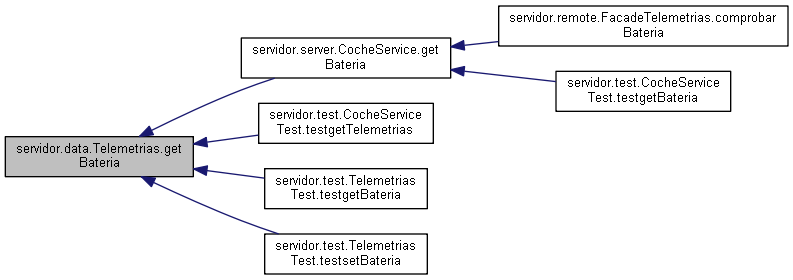 servidor.remote.FacadeTelemetrias.comprobar
Bateria
servidor.server.CocheService.get
Bateria
servidor.test.CocheService
Test.testgetBateria
servidor.test.CocheService
Test.testgetTelemetrias
servidor.data.Telemetrias.get
Bateria
servidor.test.Telemetrias
Test.testgetBateria
servidor.test.Telemetrias
Test.testsetBateria